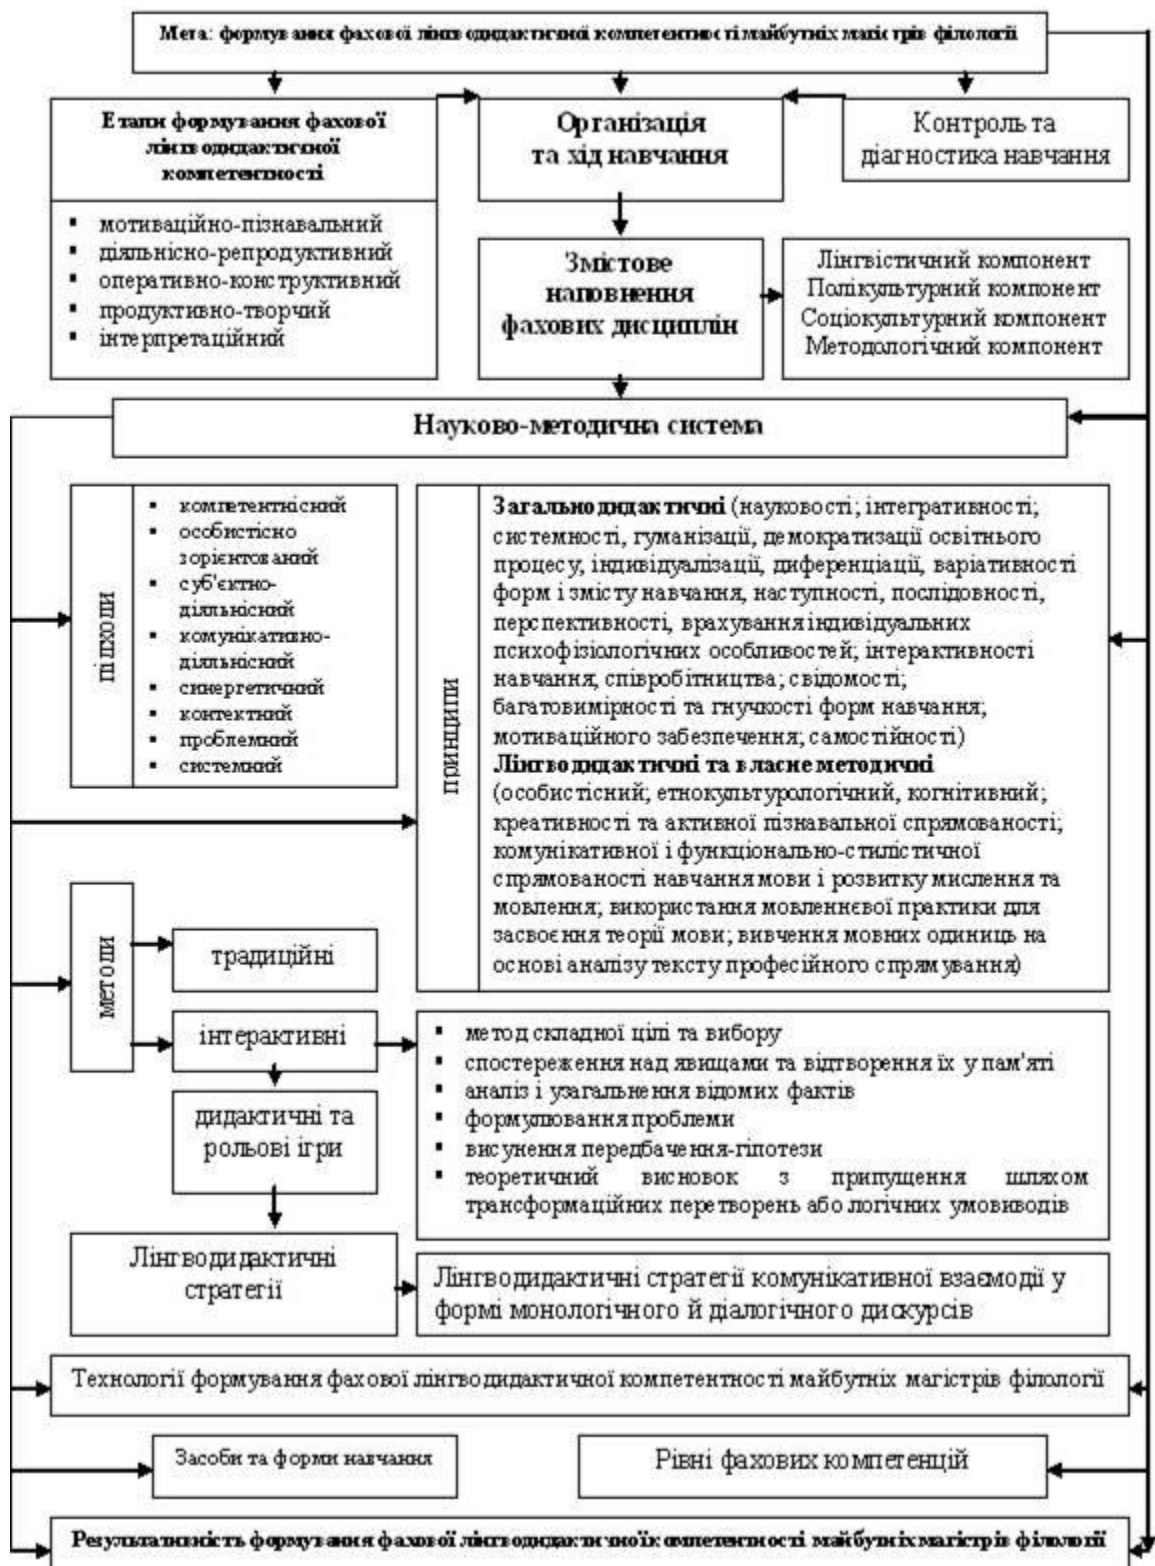 Мета: формування фахової лінгводидактичної компетентності майбутніх магістрів філології
Етапи формування фахової
лінгводидактичної
компетентності
▪ мотиваційно-пізнавальний
▪ діяльнісно-репродуктивний
▪ оперативно-конструктивний
▪ продуктивно-творчий
▪ інтерпретаційний
Організація
та хід навчання
Контроль та
діагностика навчання
Змістове
наповнення
фахових дисциплін
Лінгвістичний компонент
Полікультурний компонент
Соціокультурний компонент
Методологічний компонент
Науково-методична система
підходи
▪ компетентнісний
▪ особистісно
зорієнтований
▪ суб'єктно-
діяльнісний
▪ комунікативно-
діяльнісний
▪ синергетичний
▪ контектний
▪ проблемний
▪ системний
принципи
Загальнодидактичні (науковості; інтегративності;
системності, гуманізації, демократизації освітнього
процесу, індивідуалізації, диференціації, варіативності
форм і змісту навчання, наступності, послідовності,
перспективності, врахування індивідуальних
психофізіологічних особливостей; інтерактивності
навчання; співробітництва; свідомості;
багатовимірності та гнучкості форм навчання;
мотиваційного забезпечення; самостійності)
Лінгводидактичні та власне методичні
(особистісний; етнокультурологічний, когнітивний;
креативності та активної пізнавальної спрямованості;
комунікативної і функціонально-стилістичної
спрямованості навчання мови і розвитку мислення та
мовлення; використання мовленнєвої практики для
засвоєння теорії мови; вивчення мовних одиниць на
основі аналізу тексту професійного спрямування)
методи
традиційні
інтерактивні
дидактичні та
рольові ігри
▪ метод складної цілі та вибору
▪ спостереження над явищами та відтворення їх у пам'яті
▪ аналіз і узагальнення відомих фактів
▪ формулювання проблеми
▪ висунення передбачення-гіпотези
▪ теоретичний висновок з припущення шляхом
трансформаційних перетворень або логічних умовиводів
Лінгводидактичні
стратегії
Лінгводидактичні стратегії комунікативної взаємодії у
формі монологічного й діалогічного дискурсів
Технології формування фахової лінгводидактичної компетентності майбутніх магістрів філології
Засоби та форми навчання
Рівні фахових компетенцій
Результативність формування фахової лінгводидактичної компетентності майбутніх магістрів філології